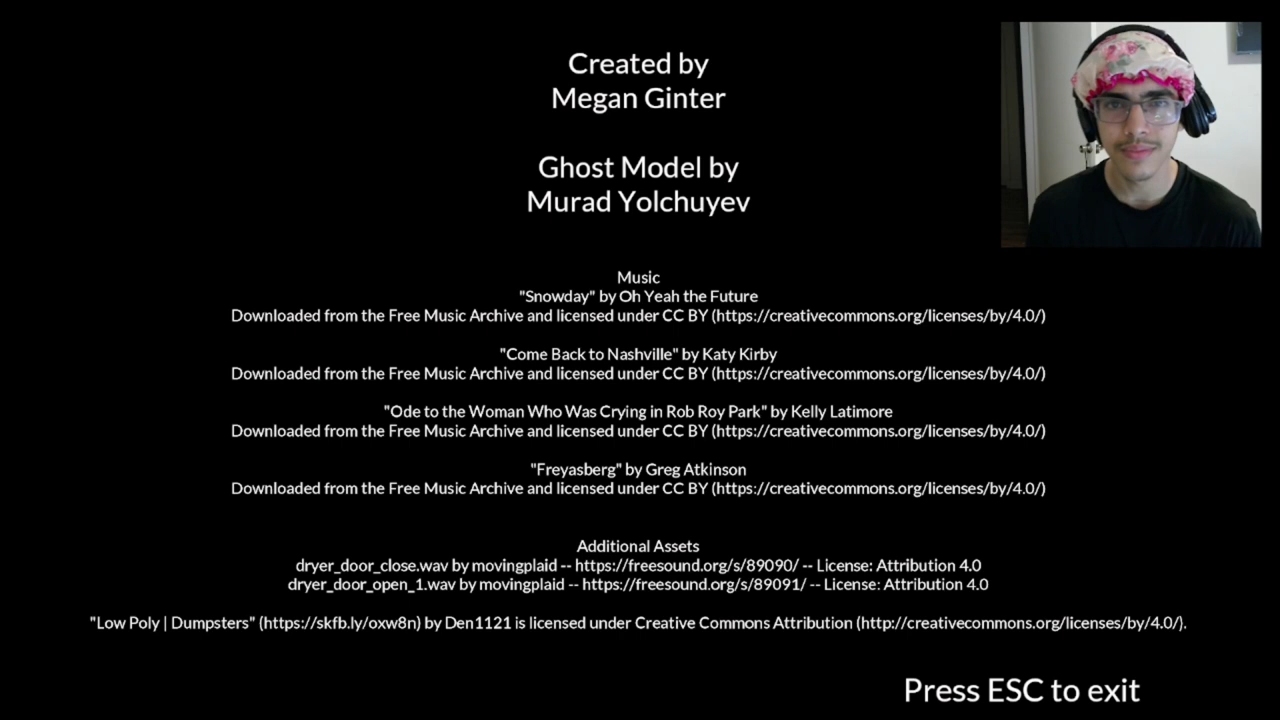 Created by
Megan Ginter
Ghost Model by
Murad Yolchuyev
Music
"Snowday" by Oh Yeah the Future
Downloaded from the Free Music Archive and licensed under CC BY (https://creativecommons.org/licenses/by/4.0/)
"Come Back to Nashville" by Katy Kirby
Downloaded from the Free Music Archive and licensed under CC BY (https://creativecommons.org/licenses/by/4.0/)
"Ode to the Woman Who Was Crying in Rob Roy Park" by Kelly Latimore
Downloaded from the Free Music Archive and licensed under CC BY (https://creativecommons.org/licenses/by/4.0/)
"Freyasberg" by Greg Atkinson
Downloaded from the Free Music Archive and licensed under CC BY (https://creativecommons.org/licenses/by/4.0/)
Additional Assets
dryer_door_close.wav by movingplaid -- https://freesound.org/s/89090/ -- License: Attribution 4.0
dryer_door_open_1.wav by movingplaid -- https://freesound.org/s/89091/ -- License: Attribution 4.0
"Low Poly | Dumpsters" (https://skfb.ly/oxw8n) by Den1121 is licensed under Creative Commons Attribution (http://creativecommons.org/licenses/by/4.0/).
Press ESC to exit